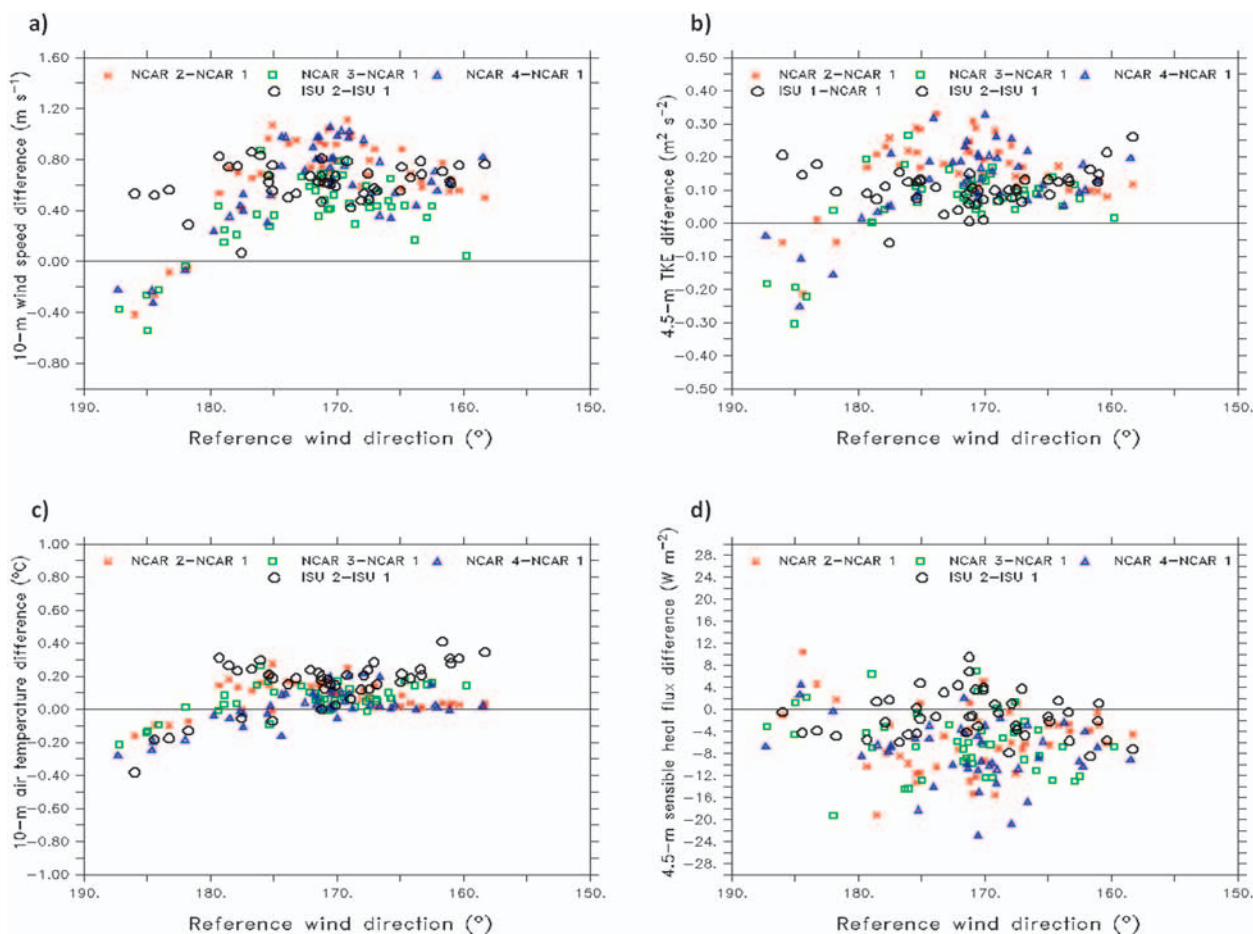 a)
1.60
1.20
0.80
0.40
0.00
−0.40
−0.80
10−m wind speed difference (m s−1)
NCAR 2−NCAR 1 NCAR 3−NCAR 1 NCAR 4−NCAR 1
ISU 2−ISU 1
190. 180. 170. 160. 150.
Reference wind direction (º)
b)
0.50
0.40
0.30
0.20
0.10
0.00
−0.10
−0.20
−0.30
−0.40
−0.50
4.5−m TKE difference (m2 s−2)
NCAR 2−NCAR 1 NCAR 3−NCAR 1 NCAR 4−NCAR 1
ISU 1−NCAR 1 ISU 2−ISU 1
190. 180. 170. 160. 150.
Reference wind direction (º)
c)
1.00
0.80
0.60
0.40
0.20
0.00
−0.20
−0.40
−0.60
−0.80
−1.00
10−m air temperature difference (ºC)
NCAR 2−NCAR 1 NCAR 3−NCAR 1 NCAR 4−NCAR 1
ISU 2−ISU 1
190. 180. 170. 160. 150.
Reference wind direction (º)
d)
28.
24.
20.
16.
12.
8.
4.
0.
−4.
−8.
−12.
−16.
−20.
−24.
−28.
4.5−m sensible heat flux difference (W m−2)
NCAR 2−NCAR 1 NCAR 3−NCAR 1 NCAR 4−NCAR 1
ISU 2−ISU 1
190. 180. 170. 160. 150.
Reference wind direction (º)